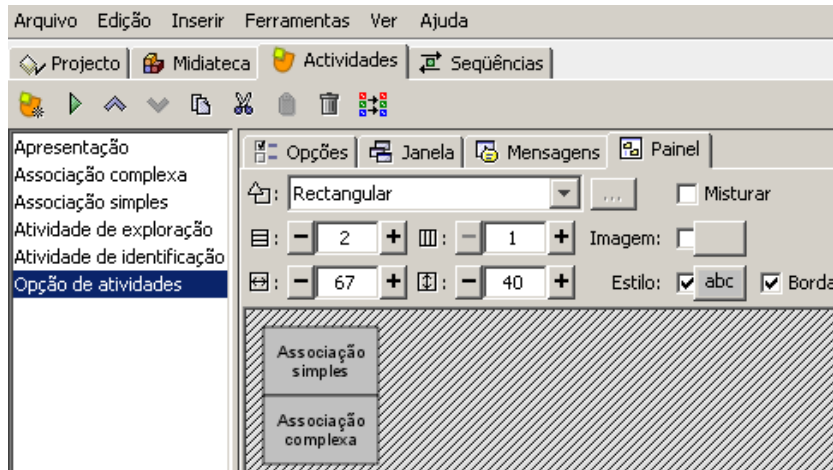 Arquivo Edição Inserir Ferramentas Ver Ajuda
Projecto Midiateca Actividades Seqüências
Apresentação
Associação complexa
Associação simples
Atividade de exploração
Atividade de identificação
Opção de atividades
Opções Janela Mensagens Painel
: Rectangular ... Misturar
: 2 : 1 Imagem:
: 67 : 40 Estilo: abc Borda
Associação
simples
Associação
complexa